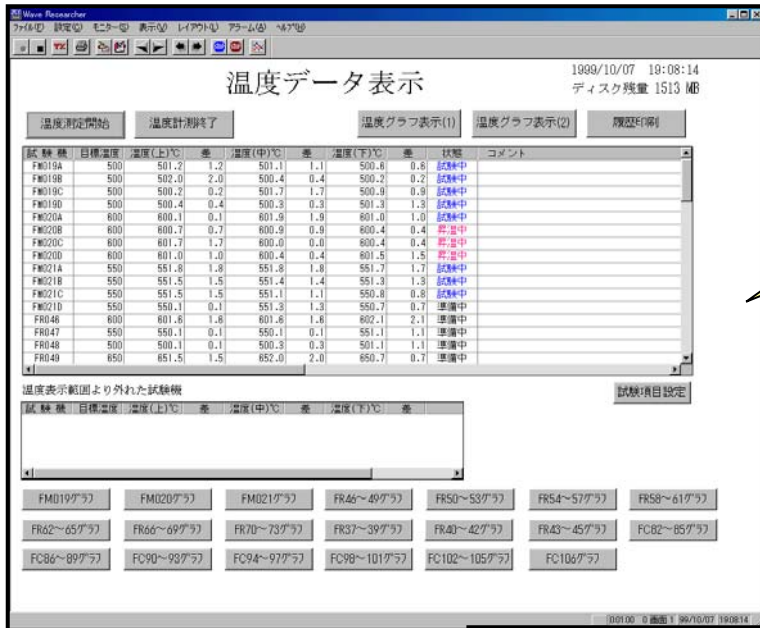 Wave Researcher
ファイル(F) 設定(C) モニター(S) 表示(V) レイアウト(L) アラーム(A) ヘルプ(H)
温度データ表示
1999/10/07 19:08:14
ディスク残量 1513 MB
温度測定開始 温度計測終了 温度グラフ表示(1) 温度グラフ表示(2) 履歴印刷
試験機 目標温度 温度(上)℃ 差 温度(中)℃ 差 温度(下)℃ 差 状態 コメント
FM019A 500 501.2 1.2 501.1 1.1 500.6 0.6 試験中
FM019B 500 502.0 2.0 500.4 0.4 500.2 0.2 試験中
FM019C 500 500.2 0.2 501.7 1.7 500.9 0.9 試験中
FM019D 500 500.4 0.4 500.3 0.3 501.3 1.3 試験中
FM020A 600 600.1 0.1 601.9 1.9 601.0 1.0 試験中
FM020B 600 600.7 0.7 600.9 0.9 600.4 0.4 昇温中
FM020C 600 601.7 1.7 600.0 0.0 600.4 0.4 昇温中
FM020D 600 601.0 1.0 600.4 0.4 601.5 1.5 昇温中
FM021A 550 551.8 1.8 551.8 1.8 551.7 1.7 試験中
FM021B 550 551.5 1.5 551.4 1.4 551.3 1.3 試験中
FM021C 550 551.5 1.5 551.1 1.1 550.8 0.8 試験中
FM021D 550 550.1 0.1 551.3 1.3 550.7 0.7 準備中
FR046 600 601.6 1.6 601.6 1.6 602.1 2.1 準備中
FR047 550 550.1 0.1 550.1 0.1 551.1 1.1 準備中
FR048 500 500.1 0.1 500.3 0.3 501.1 1.1 準備中
FR049 650 651.5 1.5 652.0 2.0 650.7 0.7 準備中
温度表示範囲より外れた試験機
試験項目設定
試験機 目標温度 温度(上)℃ 差 温度(中)℃ 差 温度(下)℃ 差
FM019グラフ FM020グラフ FM021グラフ FR46～49グラフ FR50～53グラフ FR54～57グラフ FR58～61グラフ
FR62～65グラフ FR66～69グラフ FR70～73グラフ FR37～39グラフ FR40～42グラフ FR43～45グラフ FC82～85グラフ
FC86～89グラフ FC90～93グラフ FC94～97グラフ FC98～101グラフ FC102～105グラフ FC106グラフ
0 画面 1 99/10/07 19:08:14